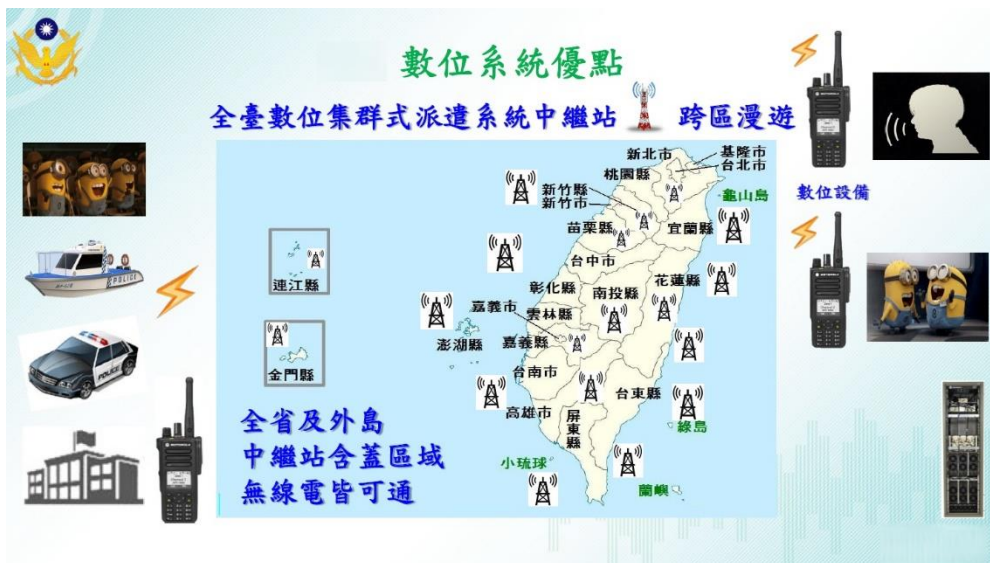 數位系統優點
全臺數位集群式派遣系統中繼站 跨區漫遊
新北市
基隆市
台北市
桃園縣
新竹縣
新竹市
龜山島
苗栗縣
宜蘭縣
台中市
花蓮縣
彰化縣
南投縣
嘉義市
雲林縣
澎湖縣
嘉義縣
台南市
台東縣
高雄市
屏東縣
綠島
小琉球
蘭嶼
連江縣
金門縣
全省及外島
中繼站含蓋區域
無線電皆可通
數位設備
POLICE
POLICE